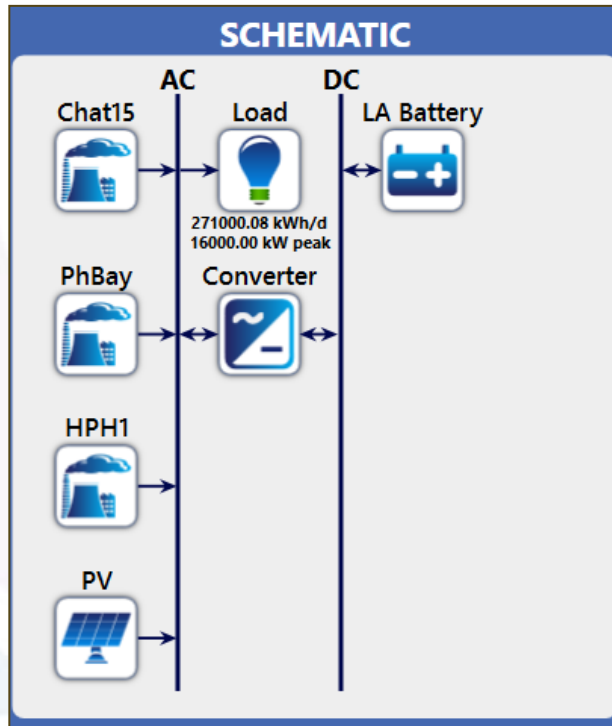 SCHEMATIC
AC
DC
Chat15
Load
LA Battery
271000.08 kWh/d
16000.00 kW peak
PhBay
Converter
HPH1
PV